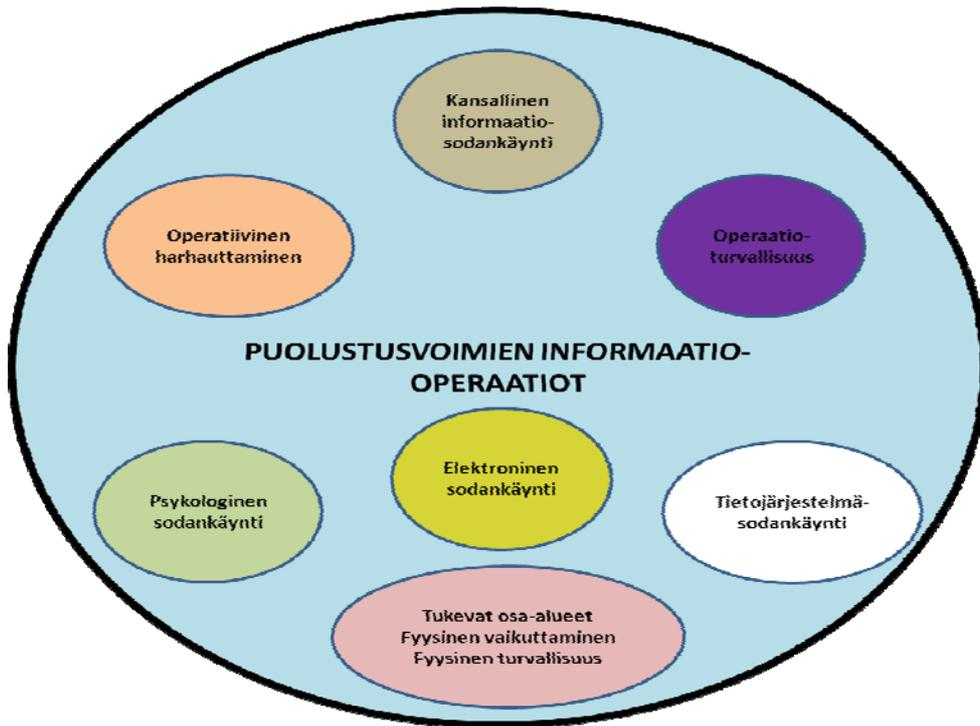 Kansallinen
informaatio-
sodankäynti
Operatiivinen
harhauttaminen
Operaatio-
turvallisuus
PUOLUSTUSVOIMIEN INFORMAATIO-
OPERAATIOT
Psykologinen
sodankäynti
Elektroninen
sodankäynti
Tietojärjestelmä-
sodankäynti
Tukevat osa-alueet
Fyysinen vaikuttaminen
Fyysinen turvallisuus